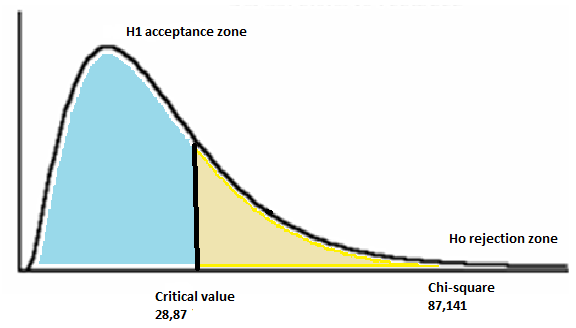 H1 acceptance zone
Ho rejection zone
Critical value
28,87
Chi-square
87,141